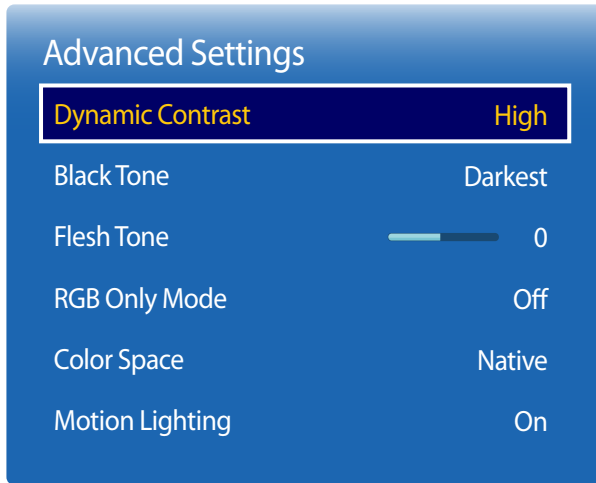 Advanced Settings
Dynamic Contrast High
Black Tone Darkest
Flesh Tone 0
RGB Only Mode Off
Color Space Native
Motion Lighting On